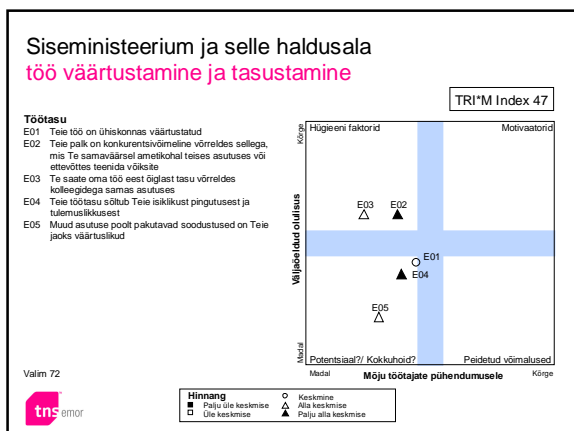 Siseministeerium ja selle haldusala
töö väärtustamine ja tasustamine
TRI*M Index 47
Töötasu
E01 Teie töö on ühiskonnas väärtustatud
E02 Teie palk on konkurentsivõimeline võrreldes sellega,
mis Te samaväärsel ametikohal teises asutuses või
ettevõttes teenida võiksite
E03 Te saate oma töö eest õiglast tasu võrreldes
kolleegidega samas asutuses
E04 Teie töötasu sõltub Teie isiklikust pingutusest ja
tulemuslikkusest
E05 Muud asutuse poolt pakutavad soodustused on Teie
jaoks väärtuslikud
Kõrge
Hügieeni faktorid
Motivaatorid
Väljaöeldud olulisus
E03
E02
E01
E04
E05
Madal
Potentsiaal?/ Kokkuhoid?
Peidetud võimalused
Madal
Mõju töötajate pühendumusele
Kõrge
Valim 72
Hinnang
Palju üle keskmise
Üle keskmise
Keskmine
Alla keskmise
Palju alla keskmise
tns emor